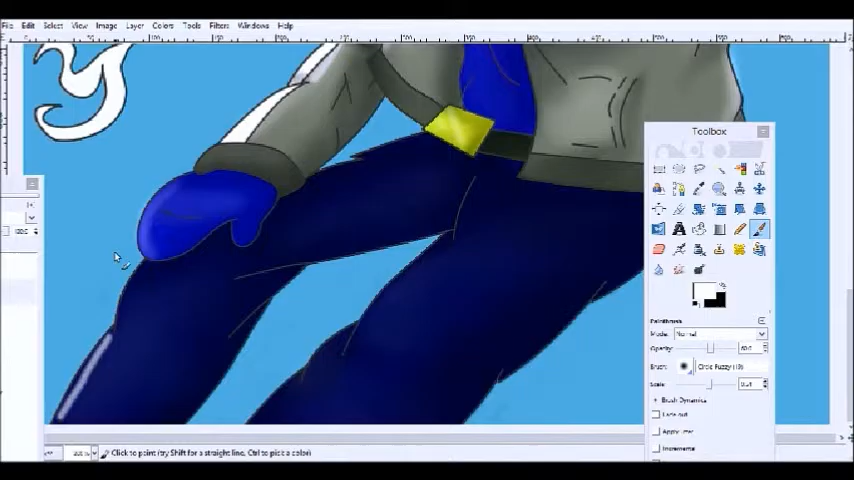 File Edit Select View Image Layer Colors Tools Filters Windows Help
Toolbox
Paintbrush
Mode: Normal
Opacity:
Brush: Circle Fuzzy (19)
Scale:
Brush Dynamics
Fade out
Apply Jitter
Incremental
Click to paint (try Shift for a straight line, Ctrl to pick a color)